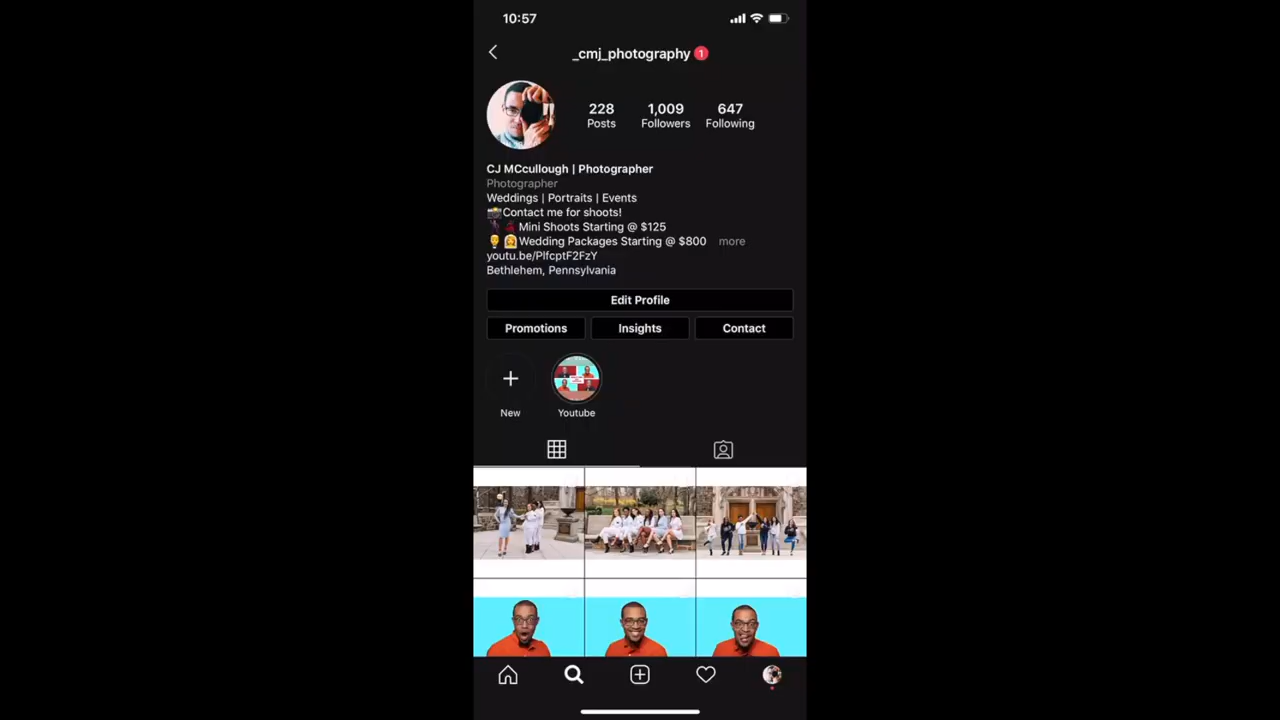 10:57
_cmj_photography 1
228 1,009 647
Posts Followers Following
CJ MCcullough | Photographer
Photographer
Weddings | Portraits | Events
📸Contact me for shoots!
🕴🏿💃🏿Mini Shoots Starting @ $125
🤵👰Wedding Packages Starting @ $800 more
youtu.be/PlfcptF2FzY
Bethlehem, Pennsylvania
Edit Profile
Promotions Insights Contact
New Youtube